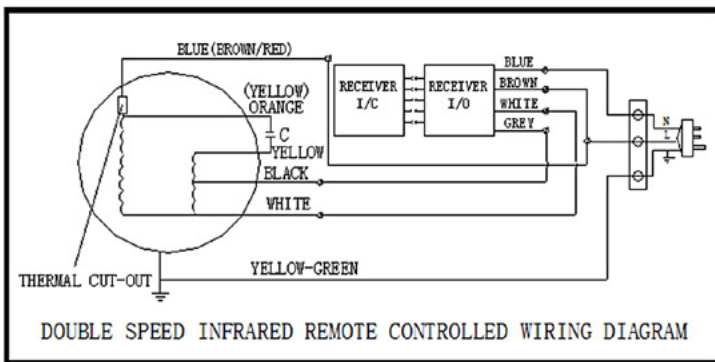 BLUE(BROWN/RED)
(YELLOW)
ORANGE
C
YELLOW
BLACK
WHITE
RECEIVER
I/C
RECEIVER
I/O
BLUE
BROWN
WHITE
GREY
N
L
THERMAL CUT-OUT
YELLOW-GREEN
DOUBLE SPEED INFRARED REMOTE CONTROLLED WIRING DIAGRAM